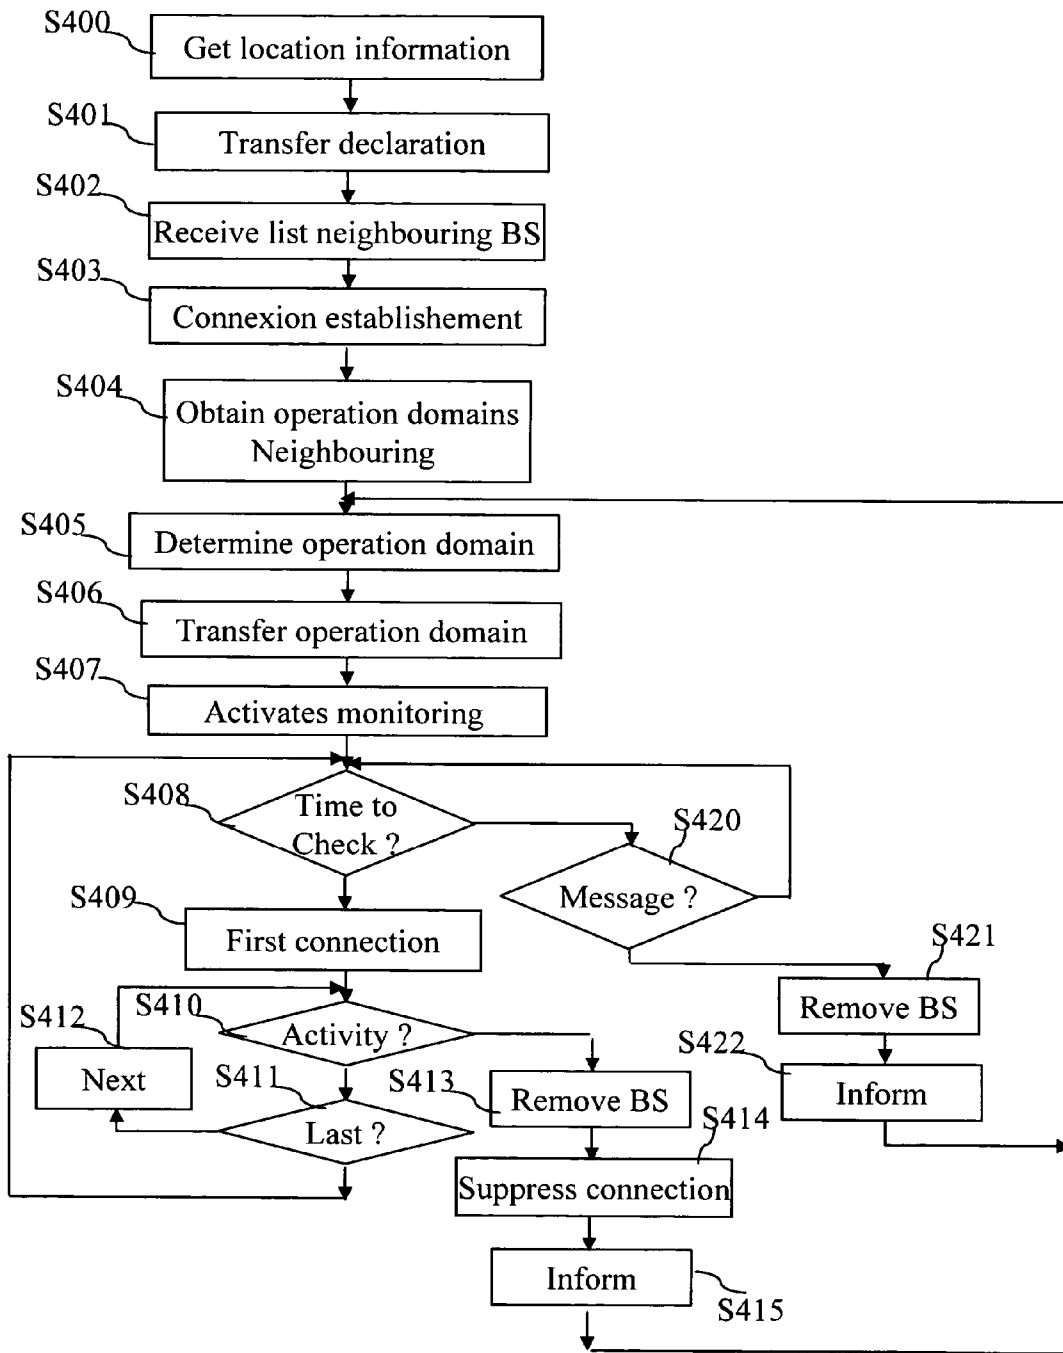 S400
Get location information
S401
Transfer declaration
S402
Receive list neighbouring BS
S403
Connexion establishement
S404
Obtain operation domains
Neighbouring
S405
Determine operation domain
S406
Transfer operation domain
S407
Activates monitoring
S408
Time to
Check ?
S420
Message ?
S409
First connection
S421
Remove BS
S410
Activity ?
S412
Next
S422
Inform
S411
Last ?
S413
Remove BS
S414
Suppress connection
Inform
S415